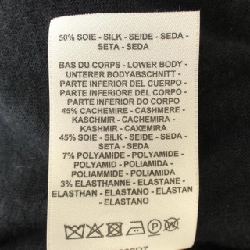 50% SOIE - SILK - SEIDE - SEDA -
SETA - SEDA
BAS DU CORPS - LOWER BODY -
UNTERER BODYABSCHNITT -
PARTE INFERIOR DEL CUERPO -
PARTE INFERIORE DEL CORPO -
PARTE INFERIOR DO CORPO
45% CACHEMIRE - CASHMERE -
KASCHMIR - CACHEMIRA -
KASHMIR - CAXEMIRA
45% SOIE - SILK - SEIDE - SEDA -
SETA - SEDA
7% POLYAMIDE - POLYAMID -
POLYAMID - POLIAMIDA -
POLIAMMIDE - POLIAMIDA
3% ELASTHANNE - ELASTANE -
ELASTHAN - ELASTANO - ELASTAN
- ELASTANO
P